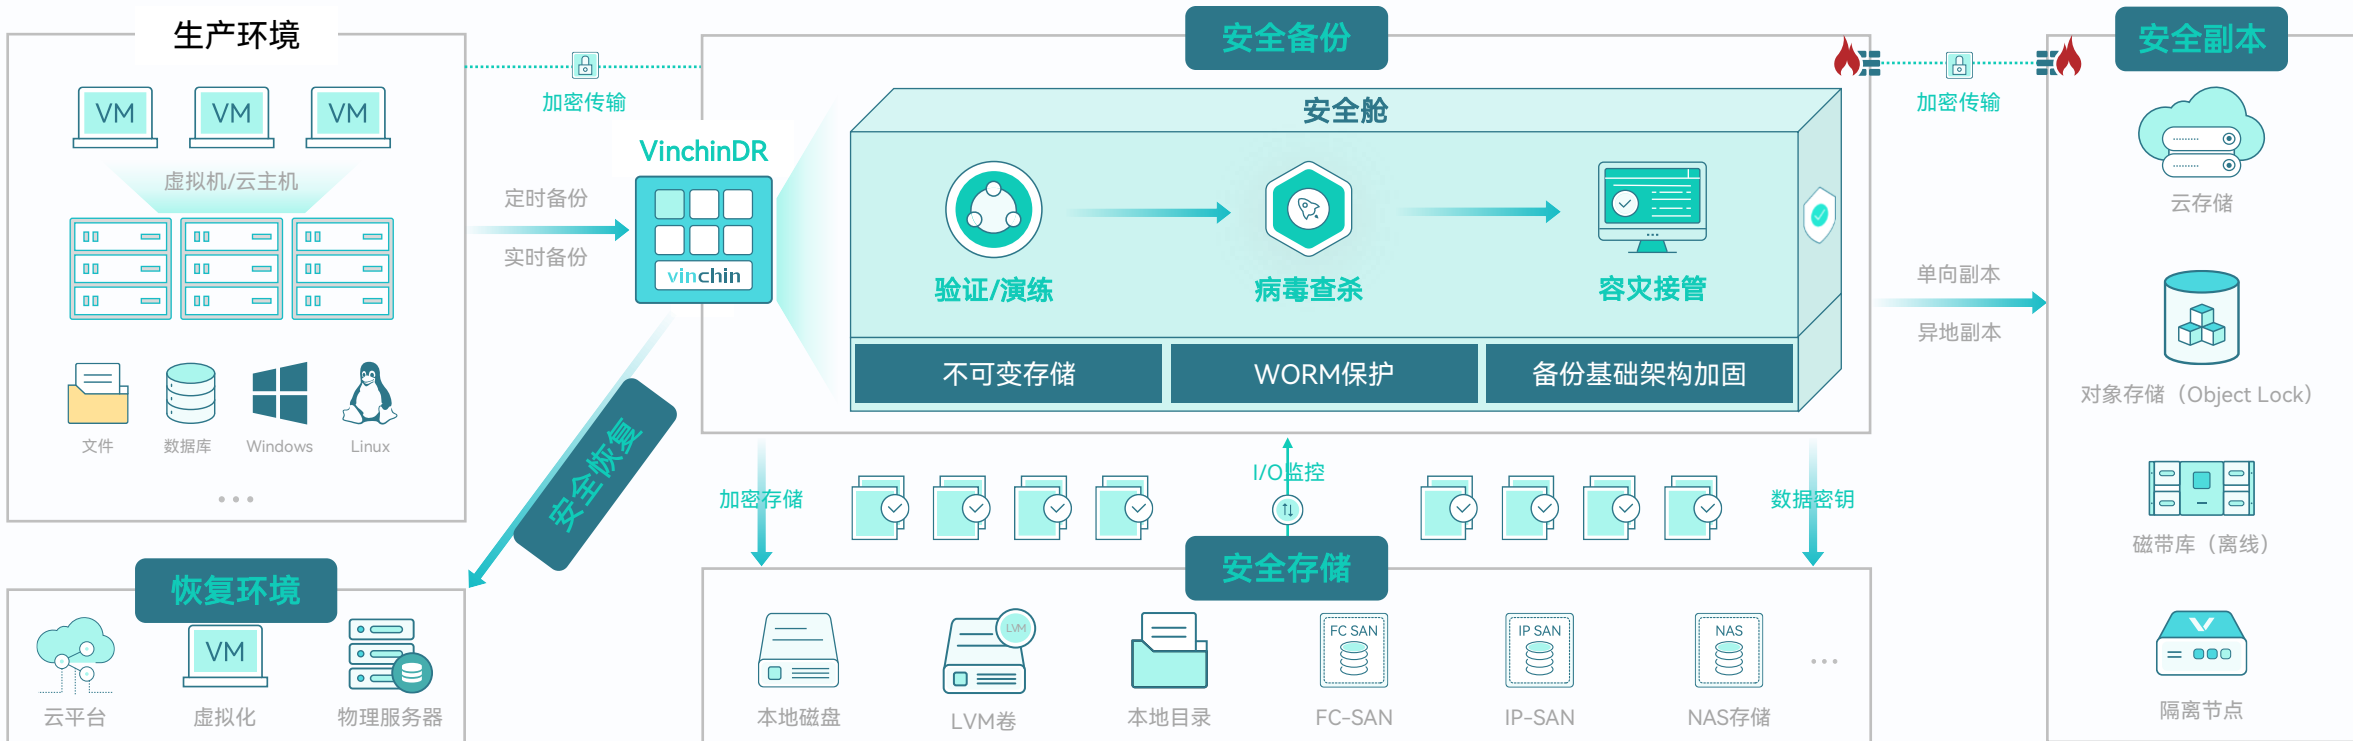 生产环境
VM
VM
VM
虚拟机/云主机
文件
数据库
Windows
Linux
加密传输
定时备份
实时备份
VinchinDR
vinchin
安全备份
安全舱
验证/演练
病毒查杀
容灾接管
不可变存储
WORM保护
备份基础架构加固
加密传输
单向副本
异地副本
安全副本
云存储
对象存储（Object Lock）
磁带库（离线）
隔离节点
安全恢复
加密存储
I/O监控
数据密钥
恢复环境
VM
云平台
虚拟化
物理服务器
安全存储
LVM
FC SAN
IP SAN
NAS
本地磁盘
LVM卷
本地目录
FC-SAN
IP-SAN
NAS存储